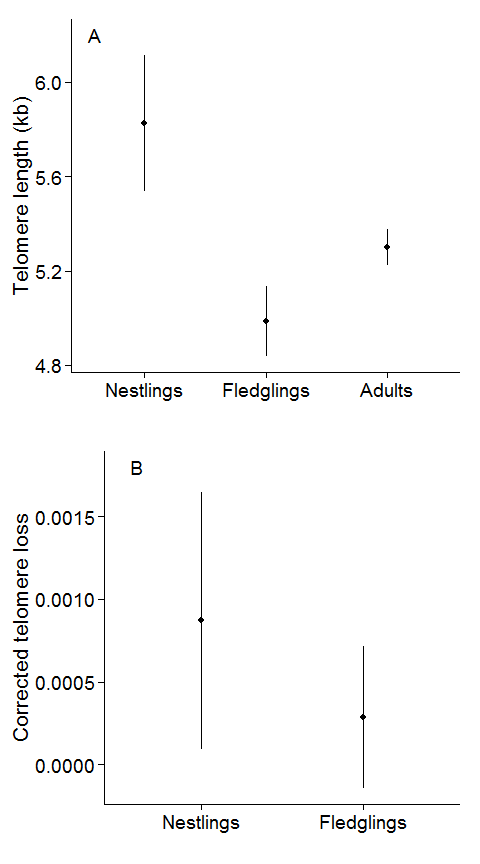 A
Telomere length (kb)
6.0
5.6
5.2
4.8
Nestlings Fledglings Adults
B
Corrected telomere loss
0.0015
0.0010
0.0005
0.0000
Nestlings Fledglings